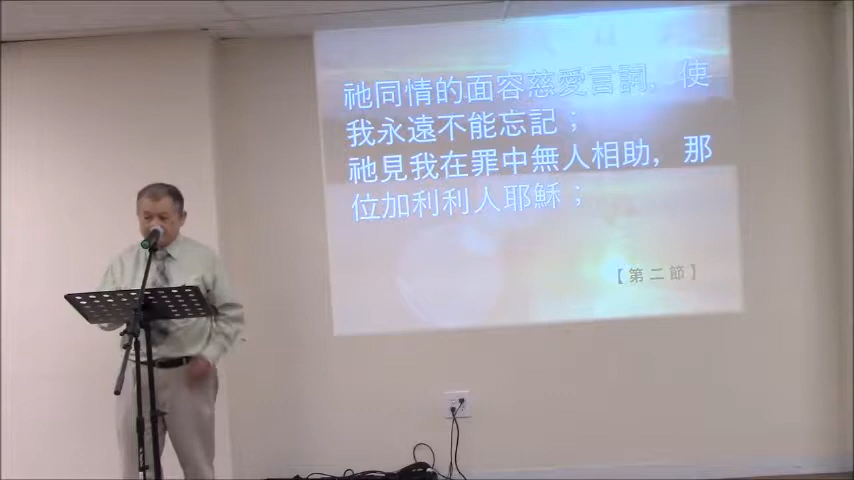 祂同情的面容慈愛言詞，使
我永遠不能忘記；
祂見我在罪中無人相助，那
位加利利人耶穌；
【第二節】